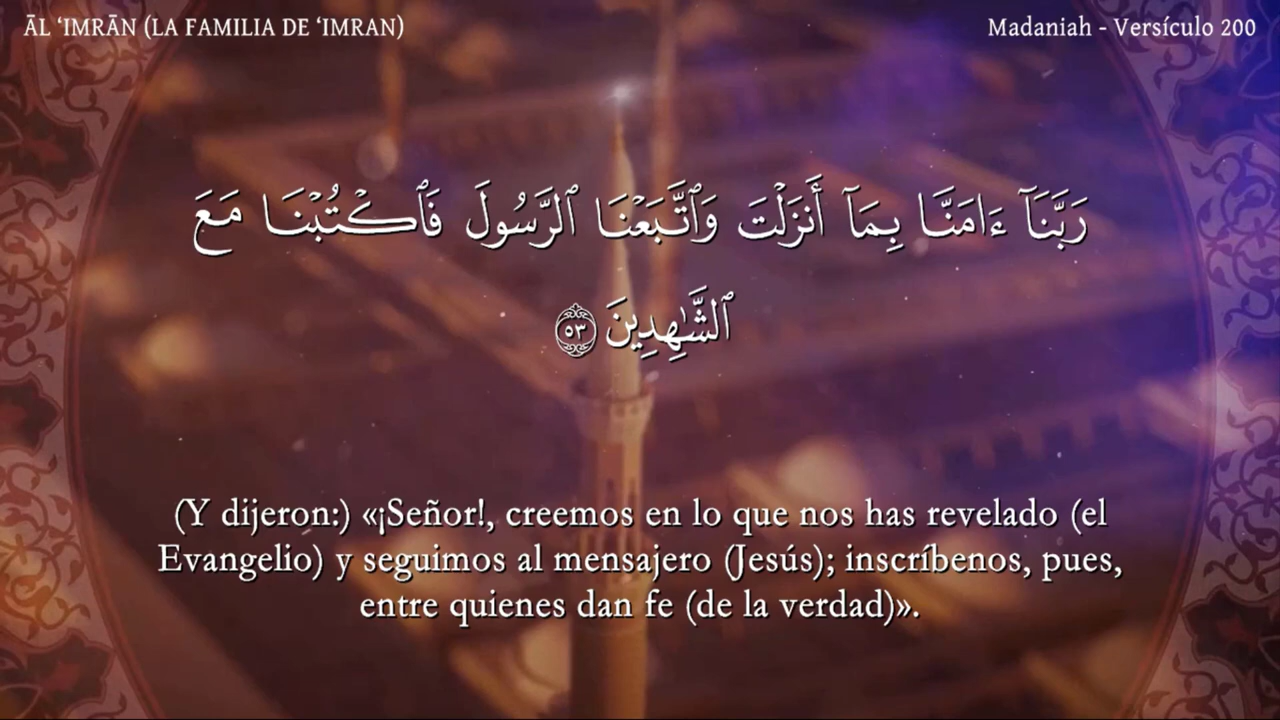 ĀL ‘IMRĀN (LA FAMILIA DE ‘IMRAN)
Madaniah - Versículo 200
رَبَّنَآ ءَامَنَّا بِمَآ أَنزَلْتَ وَٱتَّبَعْنَا ٱلرَّسُولَ فَٱكْتُبْنَا مَعَ
ٱلشَّٰهِدِينَ ٥٣
(Y dijeron:) «¡Señor!, creemos en lo que nos has revelado (el
Evangelio) y seguimos al mensajero (Jesús); inscríbenos, pues,
entre quienes dan fe (de la verdad)».